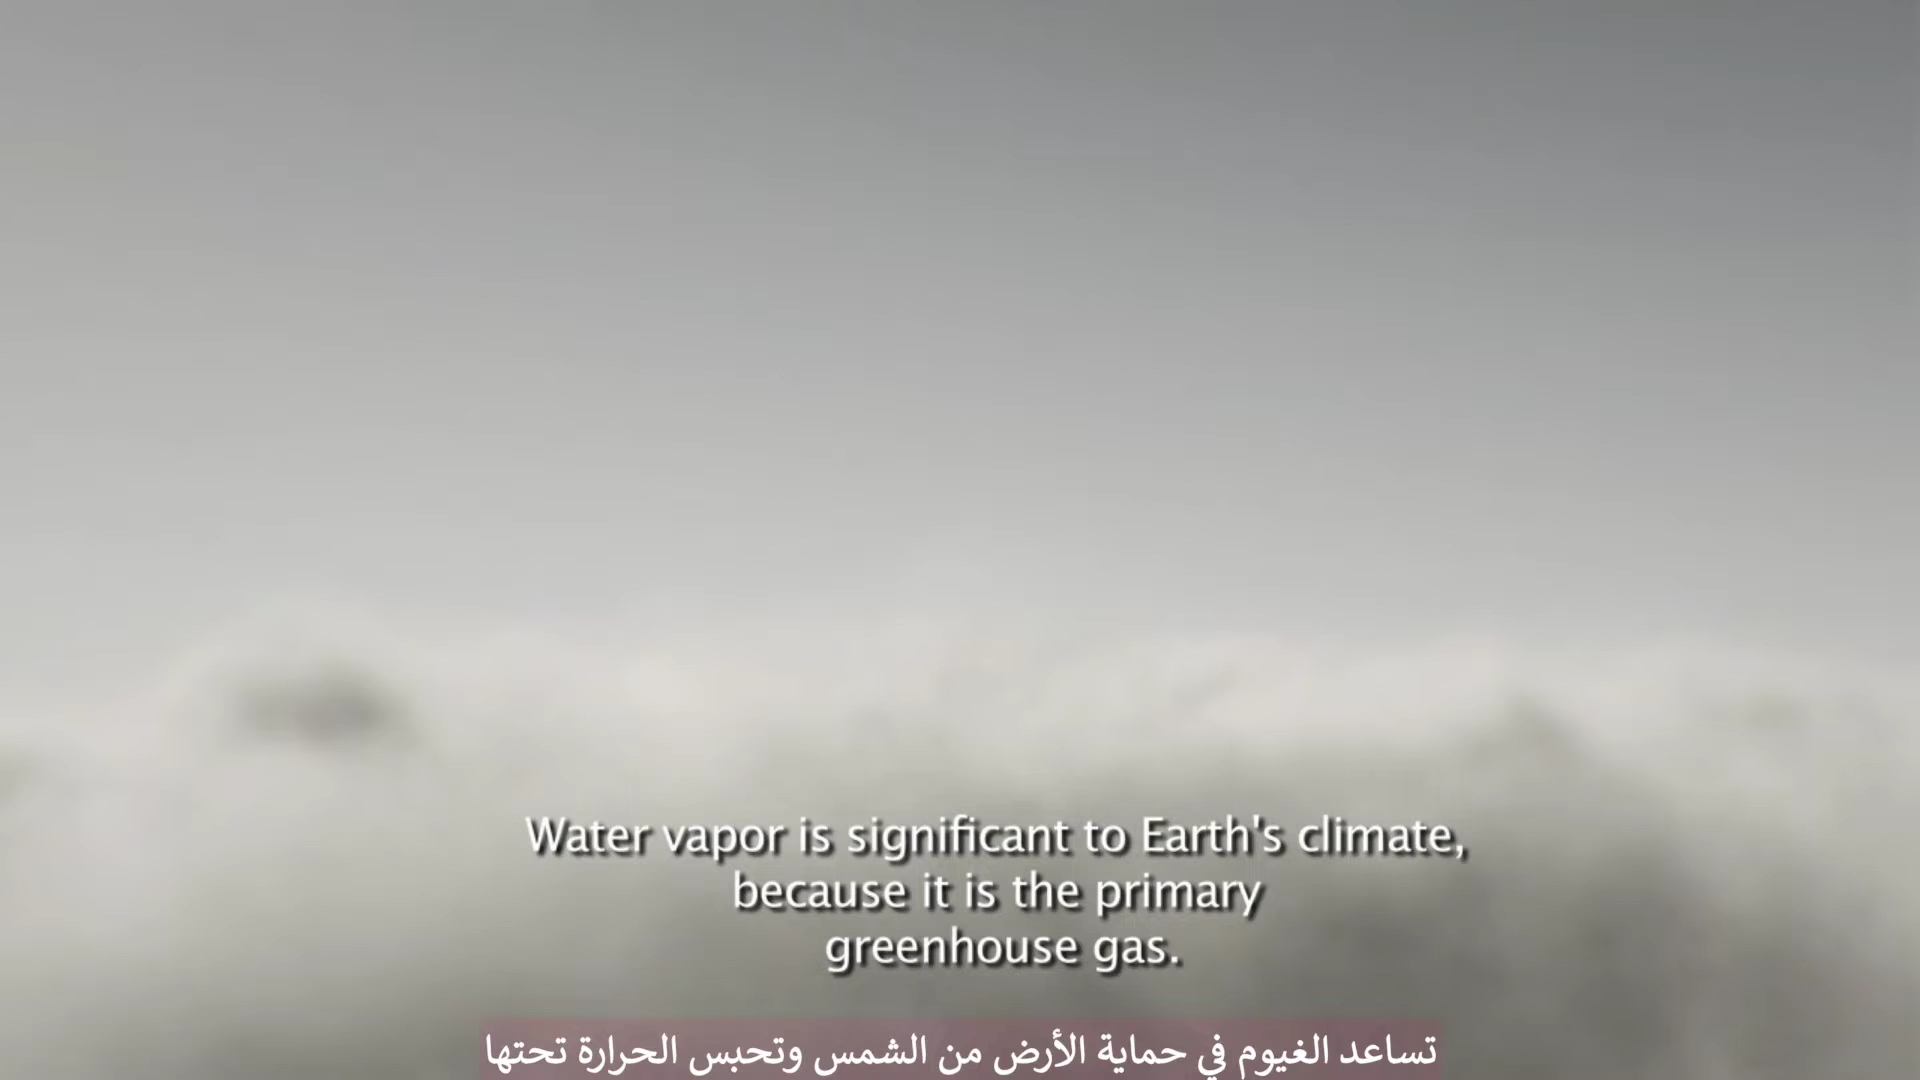 Water vapor is significant to Earth's climate,
because it is the primary
greenhouse gas.
تساعد الغيوم في حماية الأرض من الشمس وتحبس الحرارة تحتها